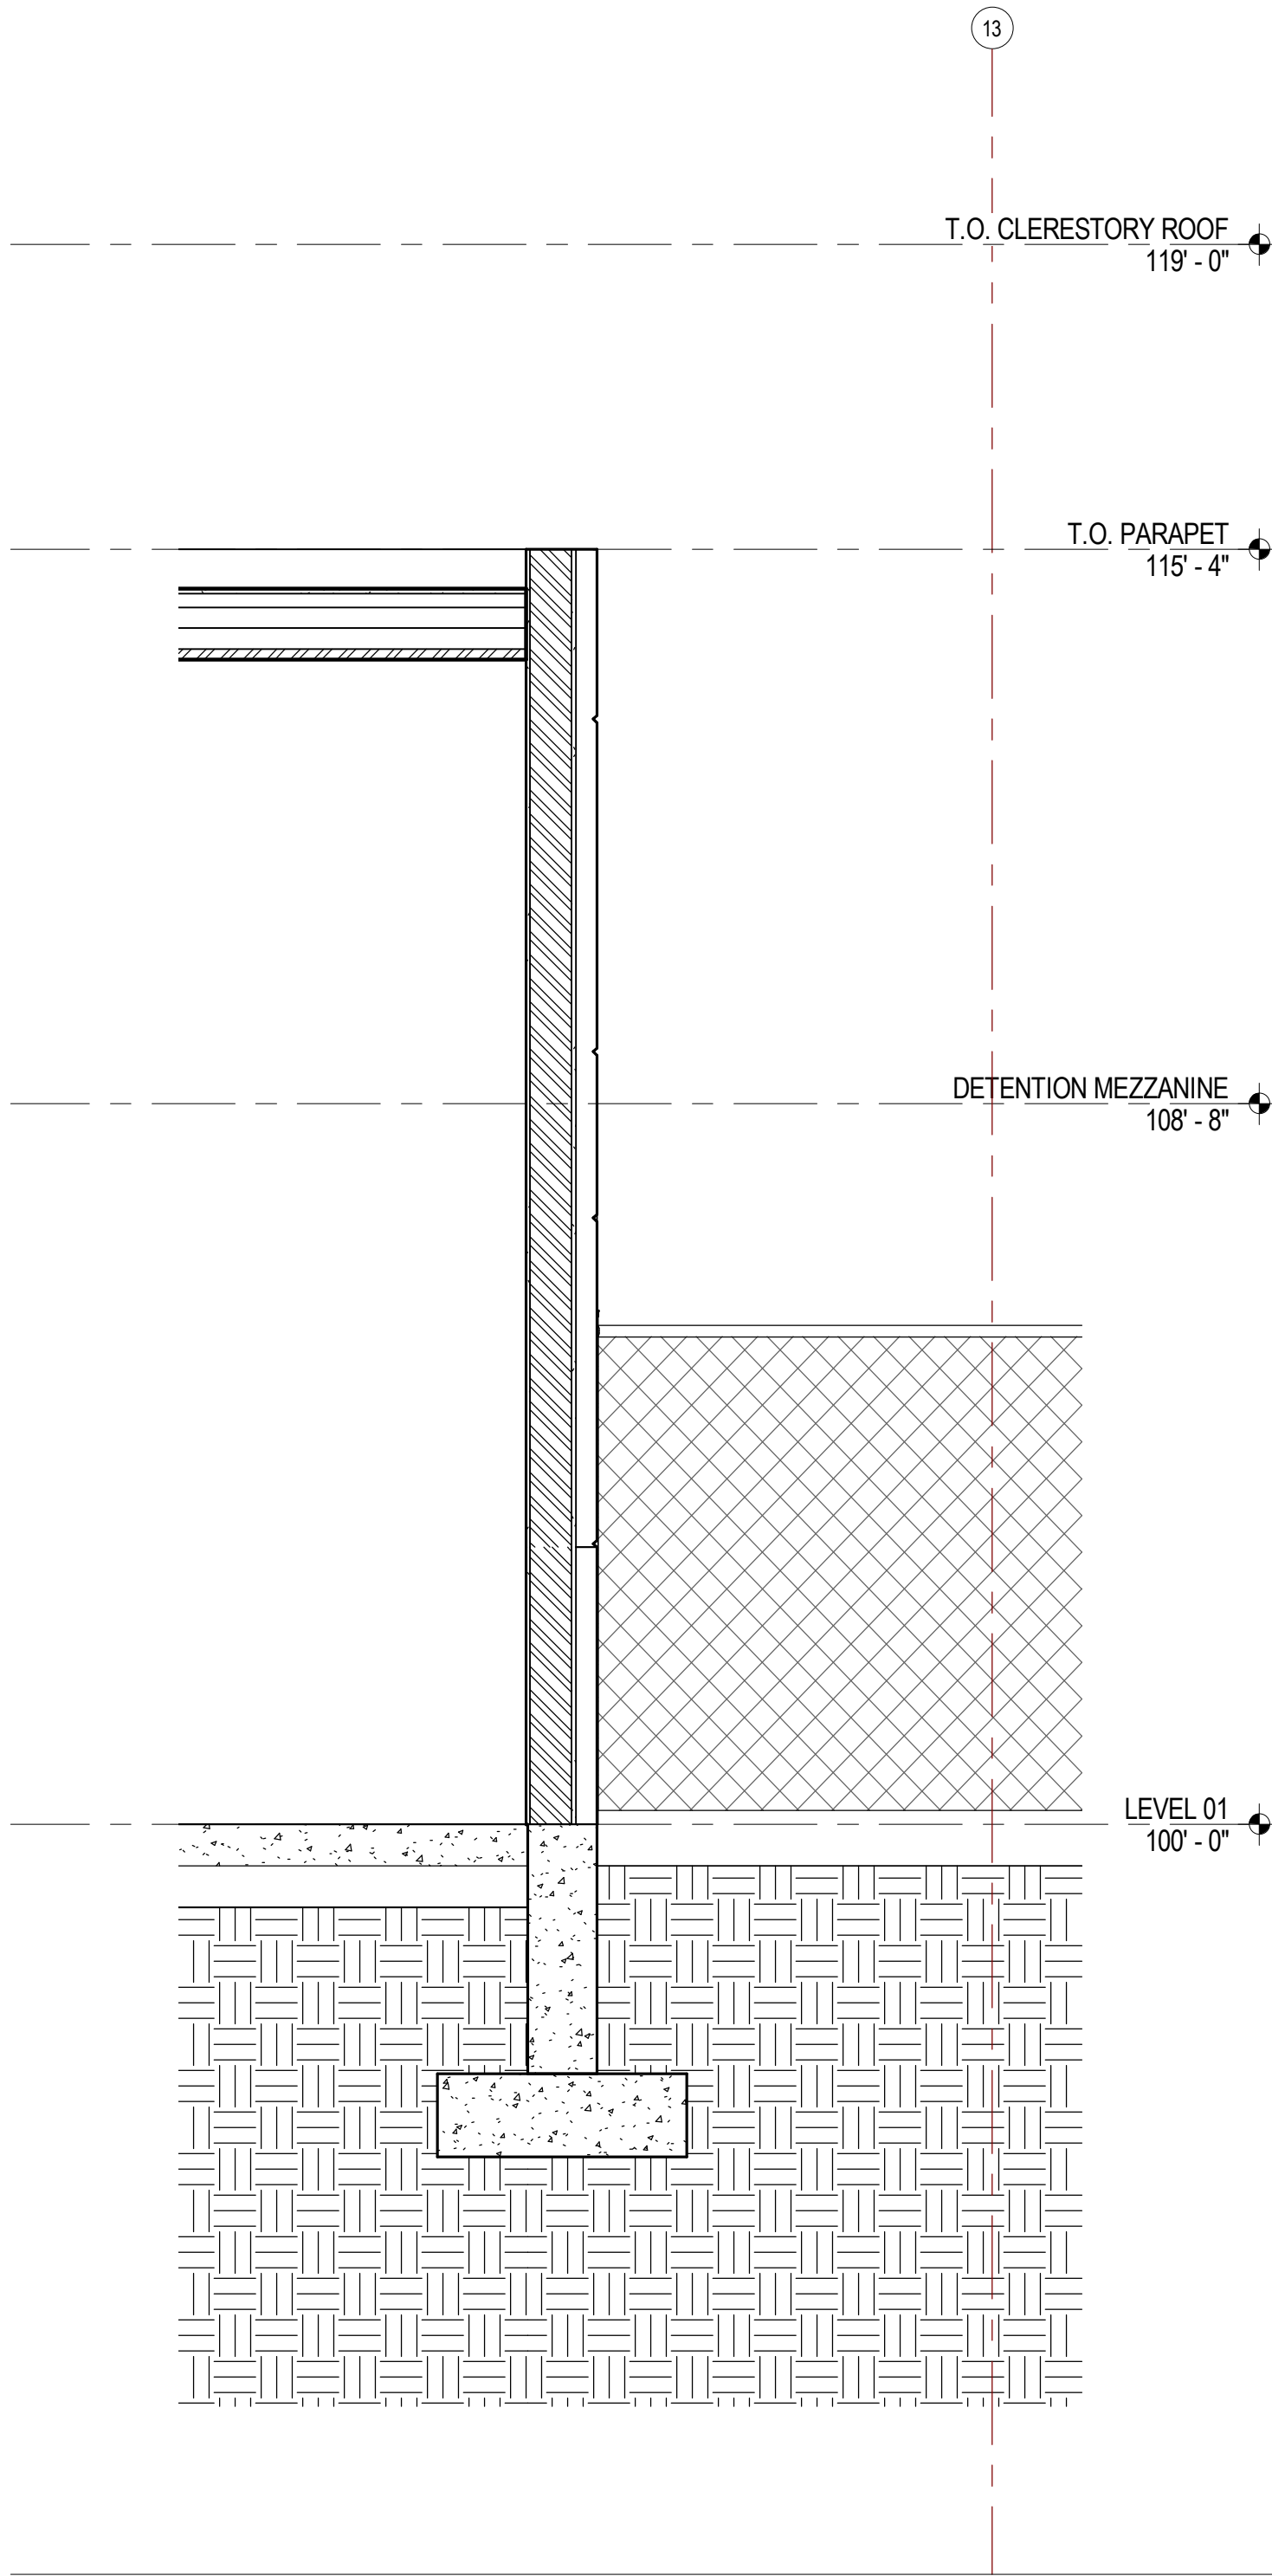 13
T.O. CLERESTORY ROOF
119' - 0"
T.O. PARAPET
115' - 4"
DETENTION MEZZANINE
108' - 8"
LEVEL 01
100' - 0"